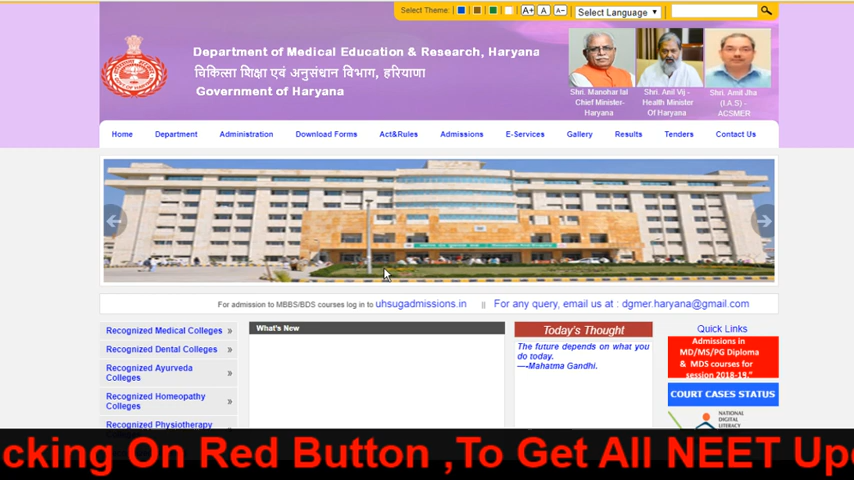 Select Theme:
A+ A A-
Select Language
Department of Medical Education & Research, Haryana
चिकित्सा शिक्षा एवं अनुसंधान विभाग, हरियाणा
Government of Haryana
Shri. Manohar lal
Chief Minister-
Haryana
Shri. Anil Vij -
Health Minister
Of Haryana
Shri. Amit Jha
(I.A.S) -
ACSMER
Home Department Administration Download Forms Act&Rules Admissions E-Services Gallery Results Tenders Contact Us
For admission to MBBS/BDS courses log in to uhsugadmissions.in || For any query, email us at : dgmer.haryana@gmail.com
Recognized Medical Colleges »
Recognized Dental Colleges »
Recognized Ayurveda
Colleges »
Recognized Homeopathy
Colleges »
Recognized Physiotherapy
What's New
Today's Thought
The future depends on what you
do today.
—-Mahatma Gandhi.
Quick Links
Admissions in
MD/MS/PG Diploma
& MDS courses for
session 2018-19."
COURT CASES STATUS
NATIONAL
DIGITAL
LITERACY
cking On Red Button ,To Get All NEET Upd